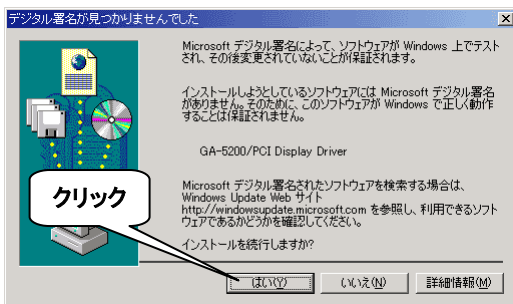 デジタル署名が見つかりませんでした
Microsoft デジタル署名によって、ソフトウェアが Windows 上でテスト
され、その後変更されていないことが保証されます。
インストールしようとしているソフトウェアには Microsoft デジタル署名
がありません。そのために、このソフトウェアが Windows で正しく動作
することは保証されません。
GA-5200/PCI Display Driver
Microsoft デジタル署名されたソフトウェアを検索する場合は、
Windows Update Web サイト
http://windowsupdate.microsoft.com を参照し、利用できるソフト
ウェアであるかどうかを確認してください。
インストールを続行しますか?
クリック
はい(Y) いいえ(N) 詳細情報(M)